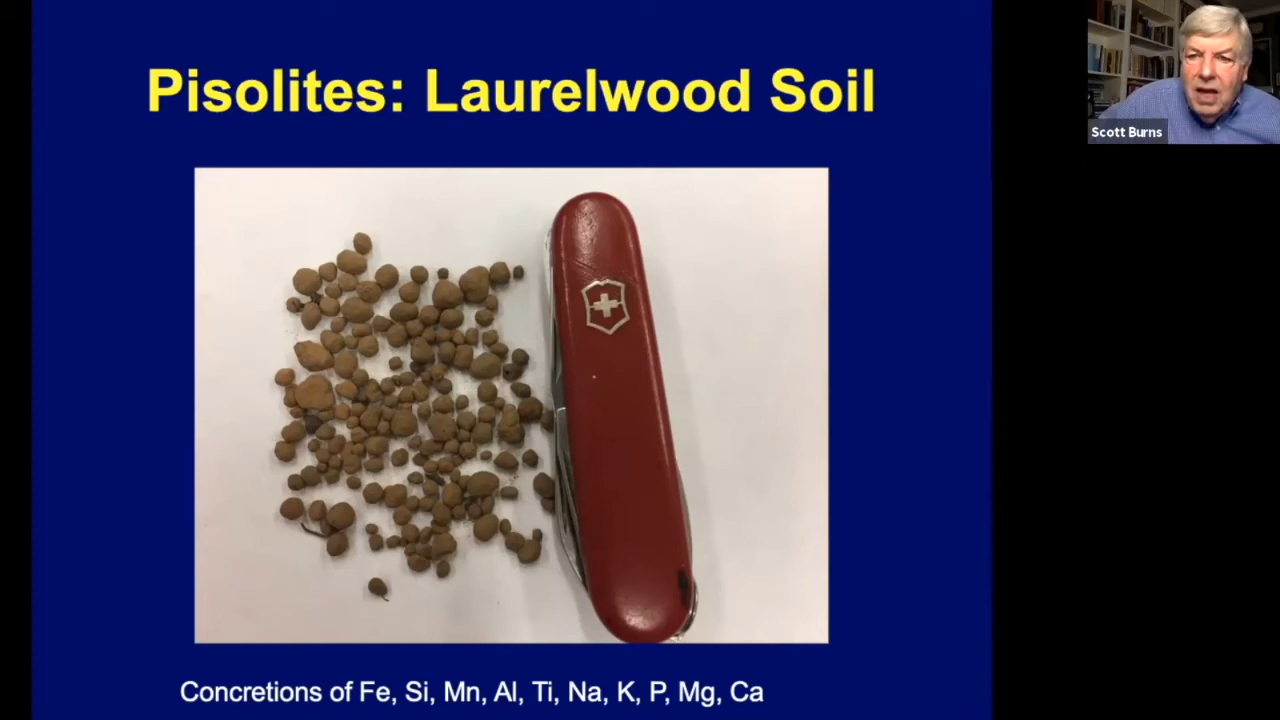 Pisolites: Laurelwood Soil
Scott Burns
Concretions of Fe, Si, Mn, Al, Ti, Na, K, P, Mg, Ca